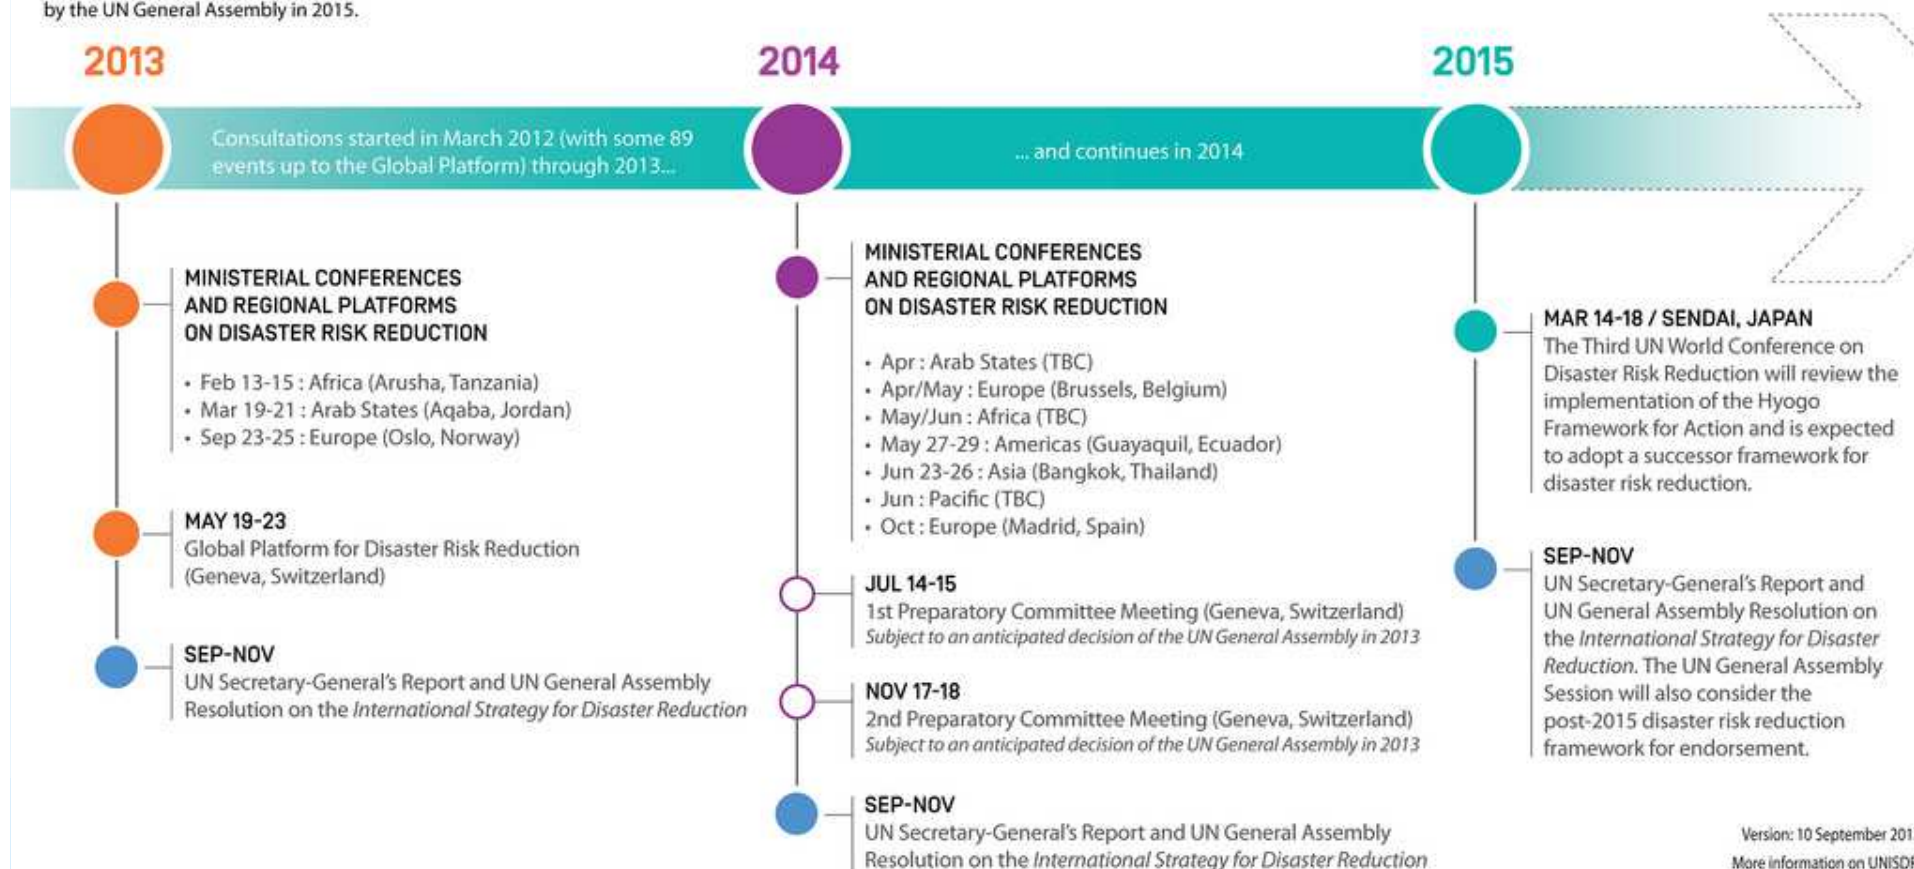 by the UN General Assembly in 2015.
2013
2014
2015
Consultations started in March 2012 (with some 89
events up to the Global Platform) through 2013...
... and continues in 2014
MINISTERIAL CONFERENCES
AND REGIONAL PLATFORMS
ON DISASTER RISK REDUCTION
• Feb 13-15 : Africa (Arusha, Tanzania)
• Mar 19-21 : Arab States (Aqaba, Jordan)
• Sep 23-25 : Europe (Oslo, Norway)
MAY 19-23
Global Platform for Disaster Risk Reduction
(Geneva, Switzerland)
SEP-NOV
UN Secretary-General's Report and UN General Assembly
Resolution on the International Strategy for Disaster Reduction
MINISTERIAL CONFERENCES
AND REGIONAL PLATFORMS
ON DISASTER RISK REDUCTION
• Apr : Arab States (TBC)
• Apr/May : Europe (Brussels, Belgium)
• May/Jun : Africa (TBC)
• May 27-29 : Americas (Guayaquil, Ecuador)
• Jun 23-26 : Asia (Bangkok, Thailand)
• Jun : Pacific (TBC)
• Oct : Europe (Madrid, Spain)
JUL 14-15
1st Preparatory Committee Meeting (Geneva, Switzerland)
Subject to an anticipated decision of the UN General Assembly in 2013
NOV 17-18
2nd Preparatory Committee Meeting (Geneva, Switzerland)
Subject to an anticipated decision of the UN General Assembly in 2013
SEP-NOV
UN Secretary-General's Report and UN General Assembly
Resolution on the International Strategy for Disaster Reduction
MAR 14-18 / SENDAI, JAPAN
The Third UN World Conference on
Disaster Risk Reduction will review the
implementation of the Hyogo
Framework for Action and is expected
to adopt a successor framework for
disaster risk reduction.
SEP-NOV
UN Secretary-General's Report and
UN General Assembly Resolution on
the International Strategy for Disaster
Reduction. The UN General Assembly
Session will also consider the
post-2015 disaster risk reduction
framework for endorsement.
Version: 10 September
More information on